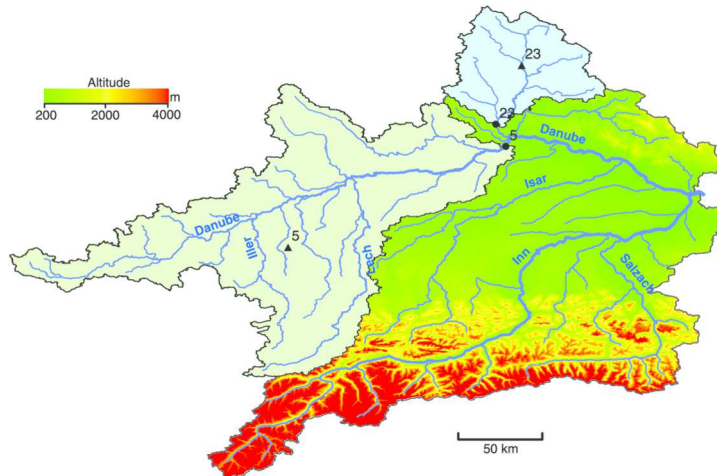 Altitude
200 2000 4000 m
23
23
5
Danube
Isar
Danube
Iller
5
Lech
Inn
Salzach
50 km